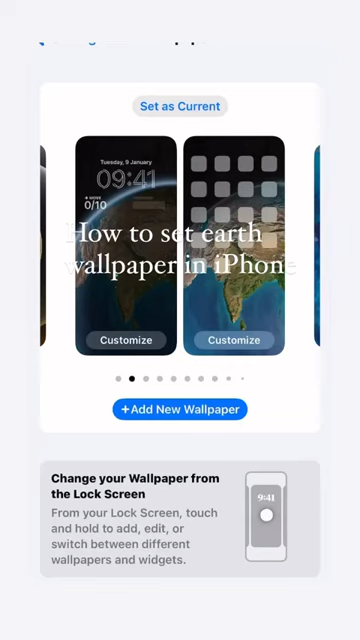 Set as Current
Tuesday, 9 January
09:41
0/10
How to set earth
wallpaper in iPhone
Customize
Customize
+Add New Wallpaper
Change your Wallpaper from
the Lock Screen
From your Lock Screen, touch
and hold to add, edit, or
switch between different
wallpapers and widgets.
9:41